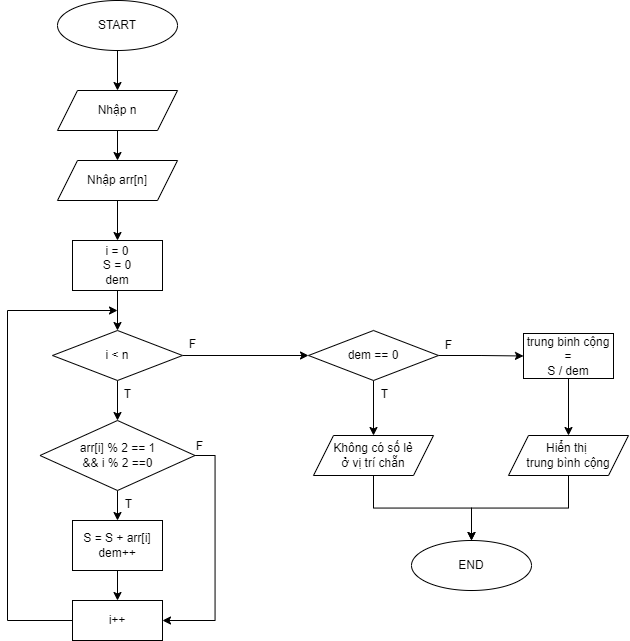 START
Nhập n
Nhập arr[n]
i = 0
S = 0
dem
i < n
F
T
arr[i] % 2 == 1
&& i % 2 ==0
F
T
S = S + arr[i]
dem++
i++
dem == 0
F
T
Không có số lẻ
ở vị trí chẵn
trung bình cộng
=
S / dem
Hiển thị
trung bình cộng
END